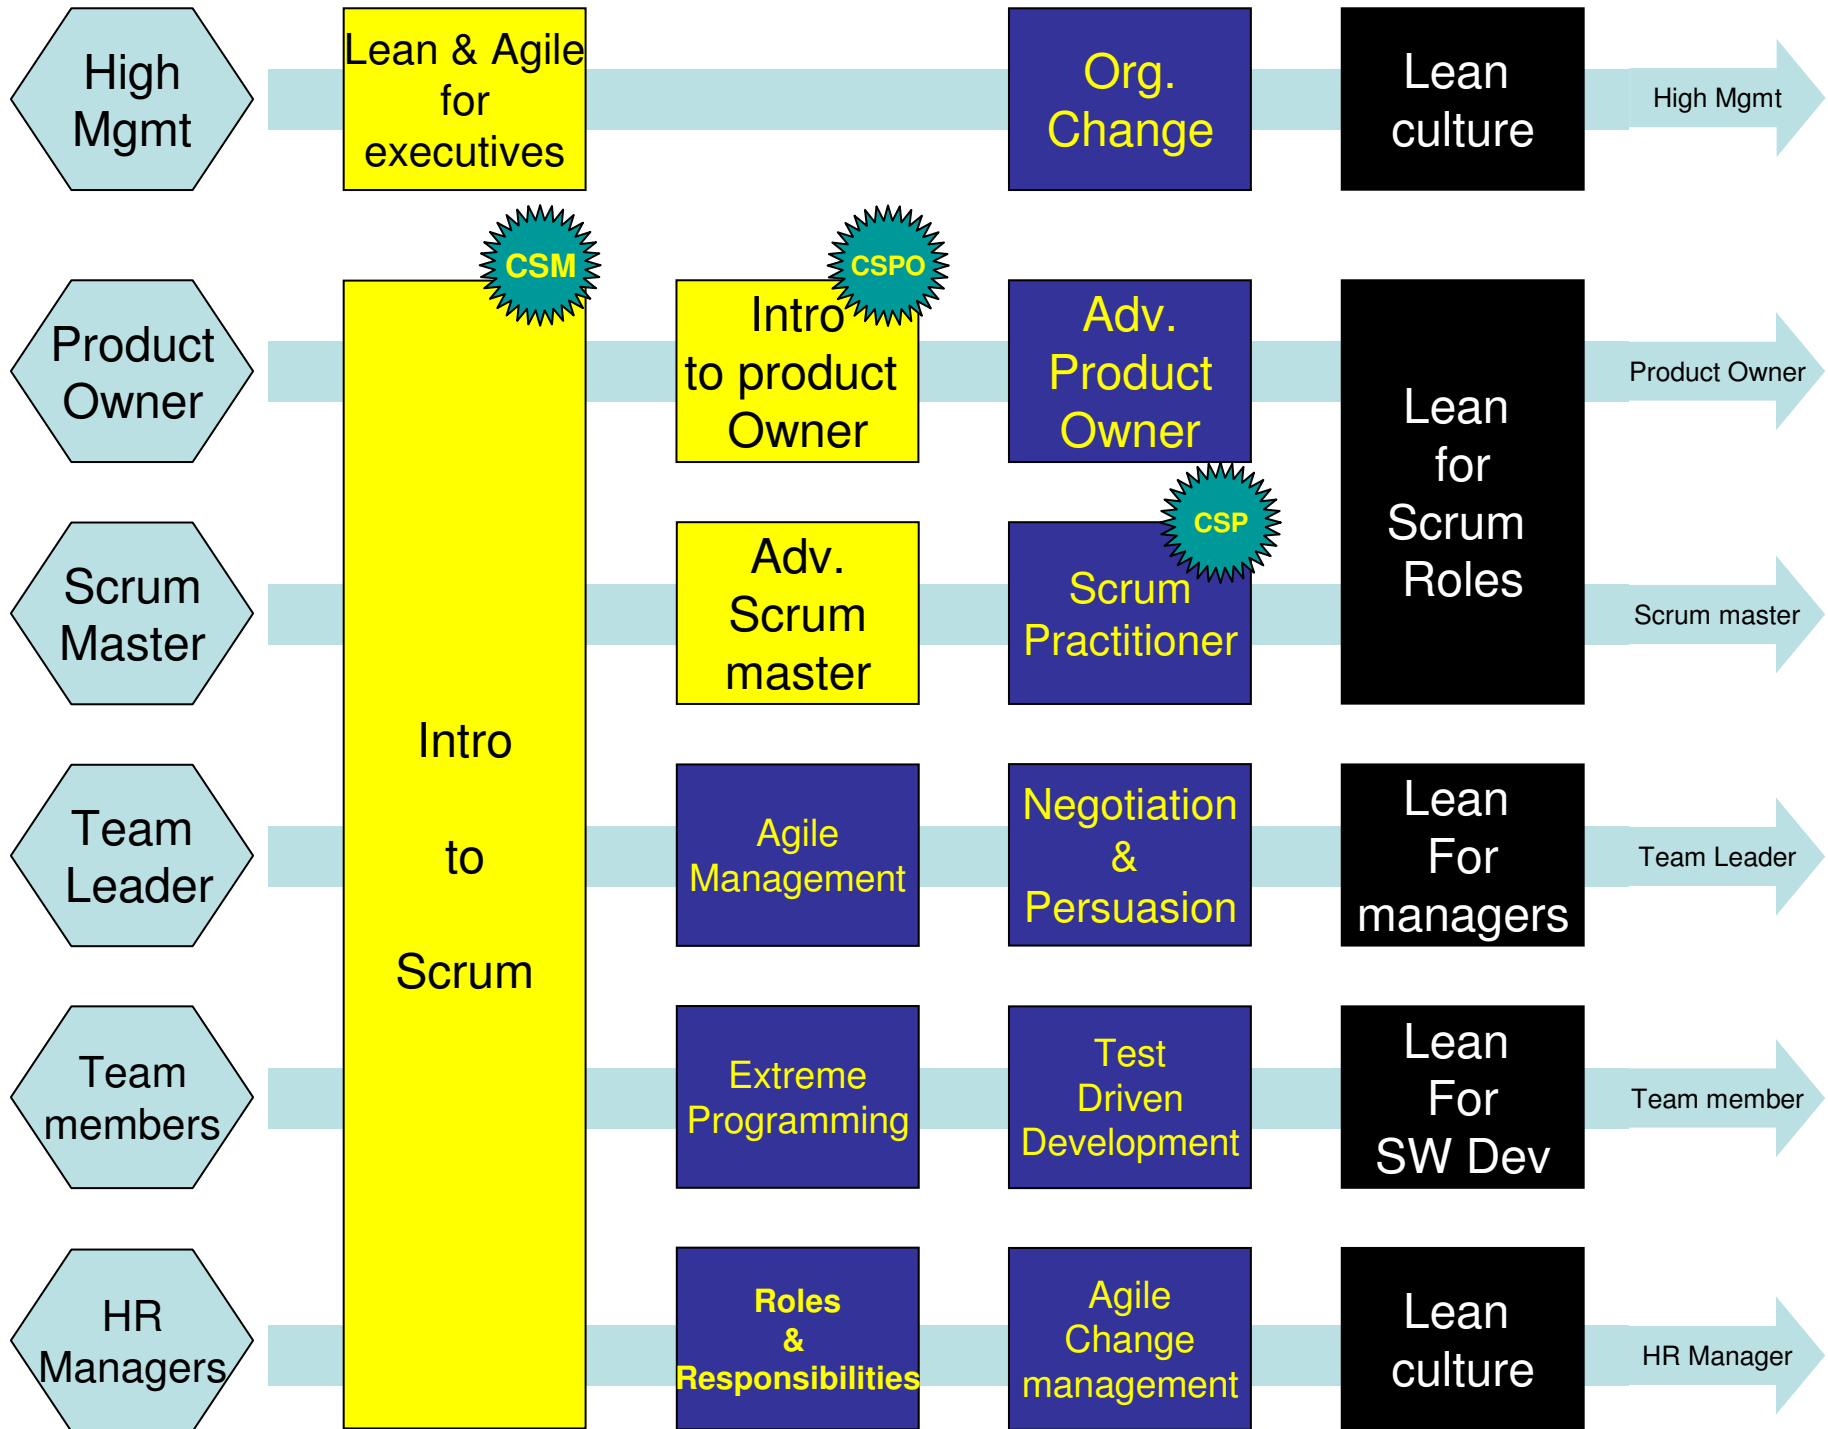 High
Mgmt
Lean & Agile
for
executives
Org.
Change
Lean
culture
High Mgmt
CSM
CSPO
Product
Owner
Intro
to product
Owner
Adv.
Product
Owner
Product Owner
Lean
for
Scrum
Roles
CSP
Scrum
Master
Adv.
Scrum
master
Scrum
Practitioner
Scrum master
Intro
to
Scrum
Team
Leader
Agile
Management
Negotiation
&
Persuasion
Lean
For
managers
Team Leader
Team
members
Extreme
Programming
Test
Driven
Development
Lean
For
SW Dev
Team member
HR
Managers
Roles
&
Responsibilities
Agile
Change
management
Lean
culture
HR Manager